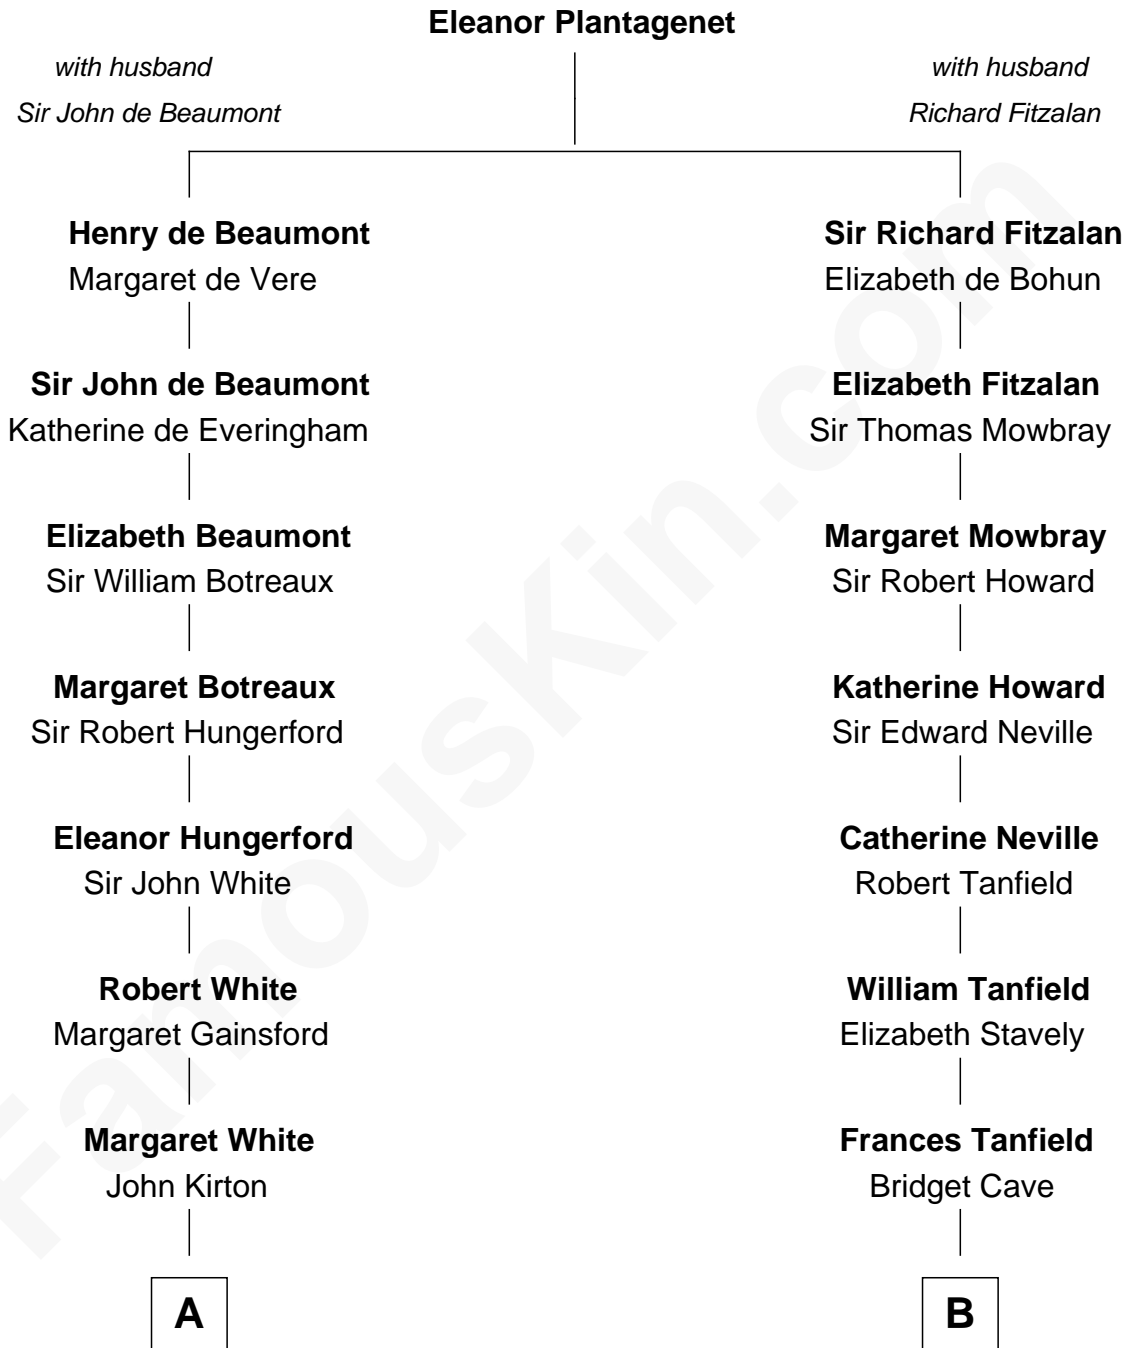 Eleanor Plantagenet
with husband
Sir John de Beaumont
with husband
Richard Fitzalan
Henry de Beaumont
Margaret de Vere
Sir Richard Fitzalan
Elizabeth de Bohun
Sir John de Beaumont
Katherine de Everingham
Elizabeth Fitzalan
Sir Thomas Mowbray
Elizabeth Beaumont
Sir William Botreaux
Margaret Mowbray
Sir Robert Howard
Margaret Botreaux
Sir Robert Hungerford
Katherine Howard
Sir Edward Neville
Eleanor Hungerford
Sir John White
Catherine Neville
Robert Tanfield
Robert White
Margaret Gainsford
William Tanfield
Elizabeth Stavely
Margaret White
John Kirton
Frances Tanfield
Bridget Cave
A
B
FamousKin.com